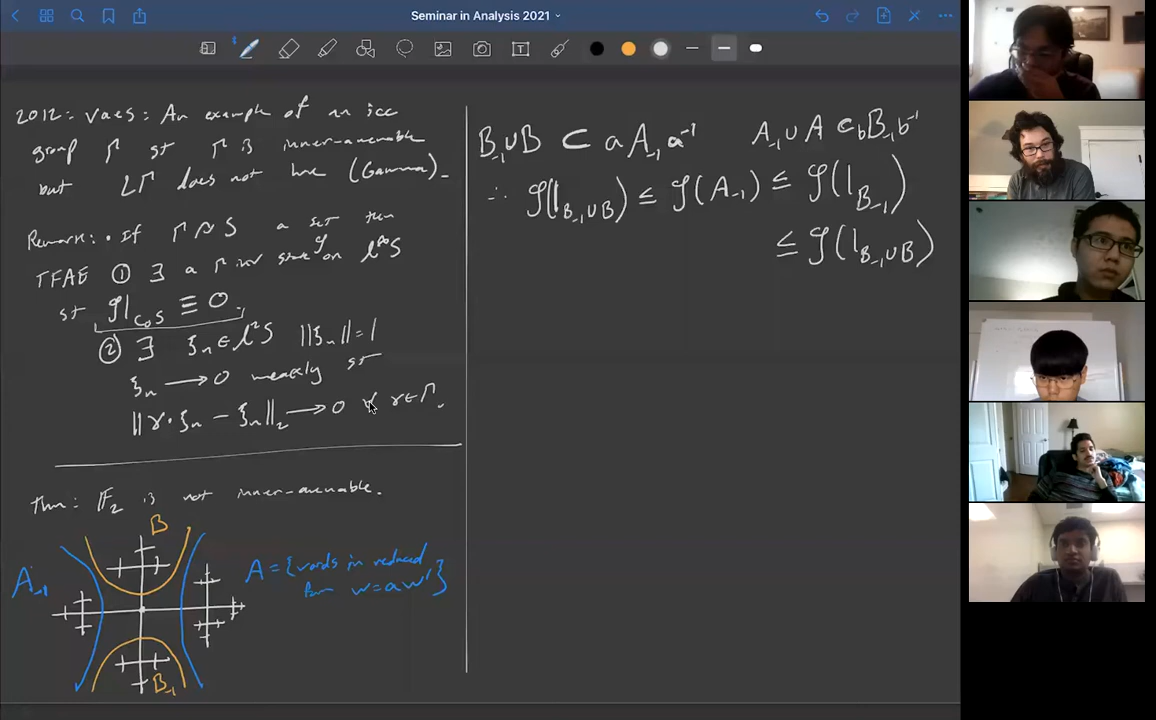 Seminar in Analysis 2021
2012: Vaes: An example of an icc
group Γ st Γ is inner-amenable
but LΓ does not have (Gamma).
Remark: • If Γ ↷ S a set then
TFAE ① ∃ a Γ inv state φ on ℓ^∞S
st φ|_{c₀S} ≡ 0.
② ∃ ξₙ ∈ ℓ²S ||ξₙ|| = 1
ξₙ → 0 weakly st
||γ·ξₙ − ξₙ||₂ → 0 ∀ γ∈Γ.
Thm: 𝔽₂ is not inner-amenable.
B
A₋₁
A = {words in reduced
form w = aw'}
B₋₁
B₋₁∪B ⊂ aA₋₁a⁻¹ A₋₁∪A ⊂ bB₋₁b⁻¹
∴ φ(1_{B₋₁∪B}) ≤ φ(A₋₁) ≤ φ(1_{B₋₁})
≤ φ(1_{B₋₁∪B})